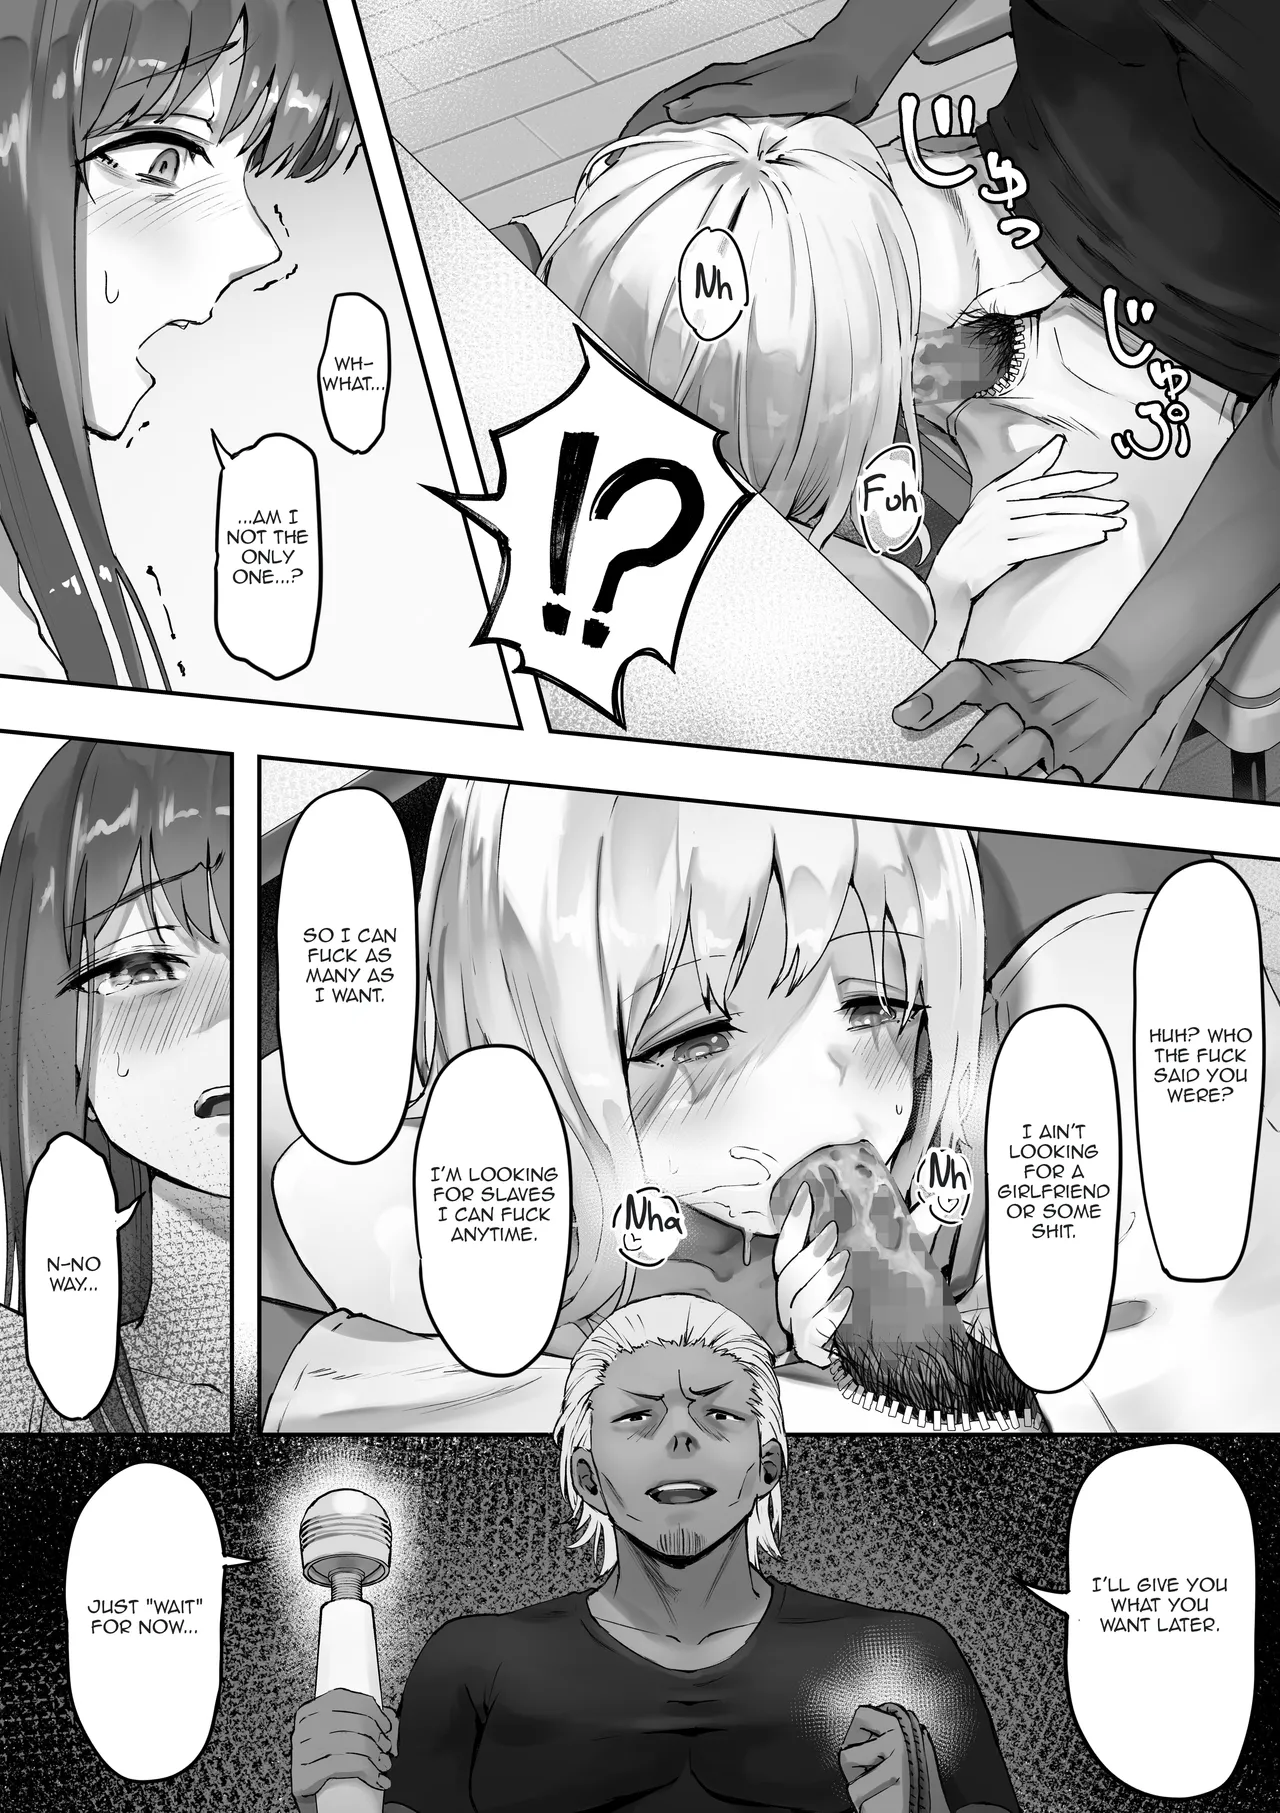 じゅっ
Nh
じゅぷぷ
Fuh
!?
WH-
WHAT...
...AM I
NOT THE
ONLY
ONE...?
HUH? WHO
THE FUCK
SAID YOU
WERE?
I AIN'T
LOOKING
FOR A
GIRLFRIEND
OR SOME
SHIT.
Nh
Nha
I'M LOOKING
FOR SLAVES
I CAN FUCK
ANYTIME.
SO I CAN
FUCK AS
MANY AS
I WANT.
N-NO
WAY...
I'LL GIVE YOU
WHAT YOU
WANT LATER.
JUST "WAIT"
FOR NOW...